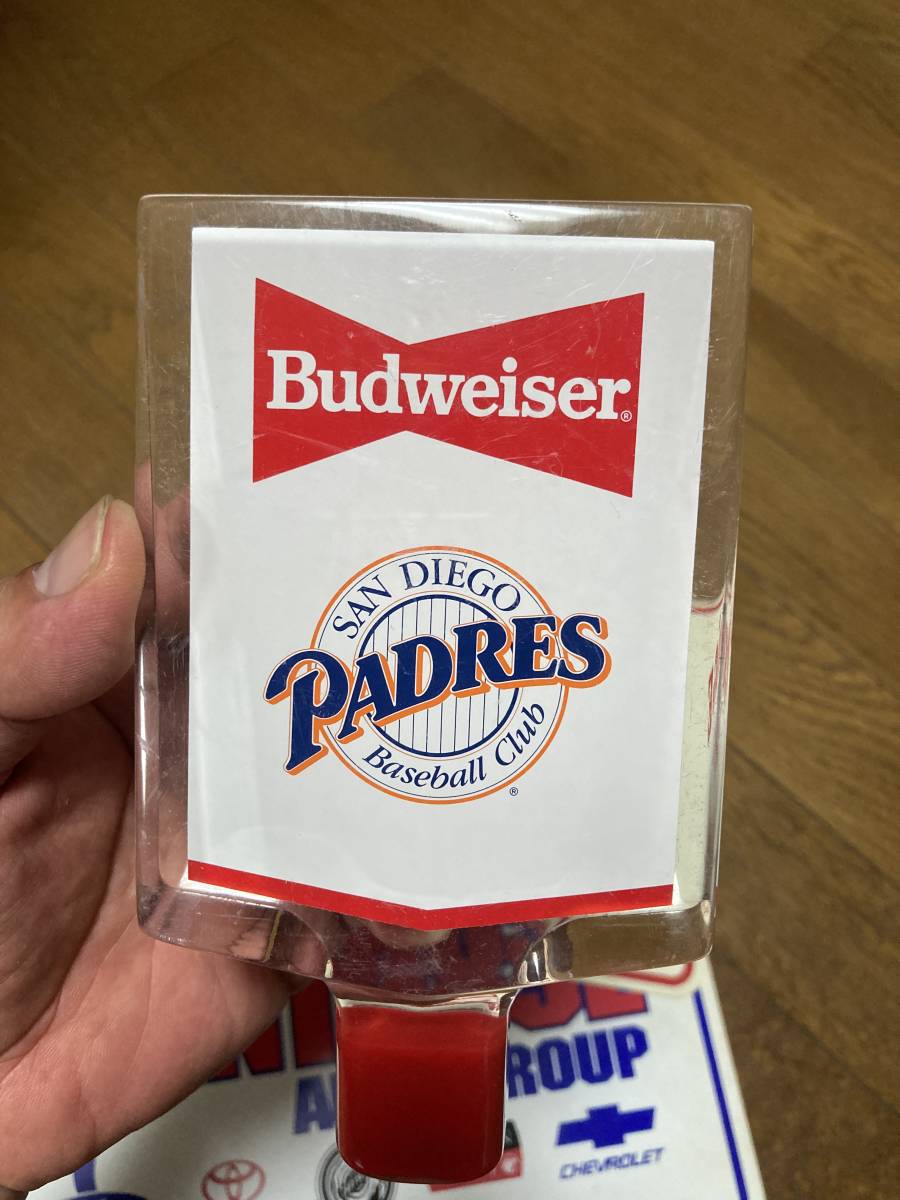 Budweiser®
SAN DIEGO
PADRES
Baseball Club
®
ROUP
CHEVROLET